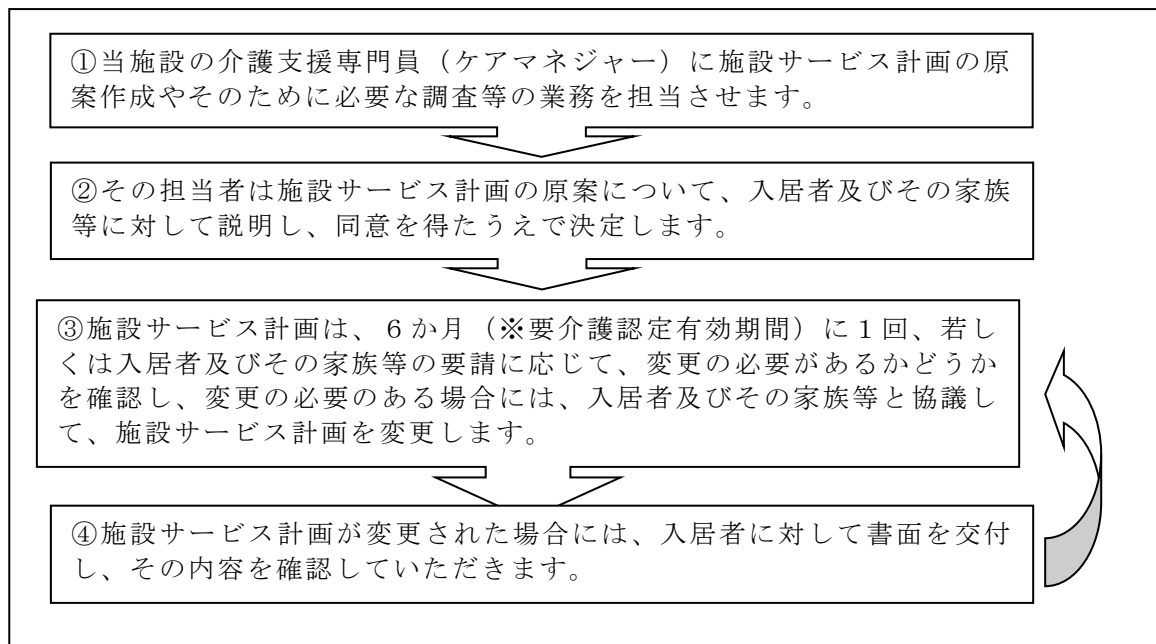 ①当施設の介護支援専門員（ケアマネジャー）に施設サービス計画の原
案作成やそのために必要な調査等の業務を担当させます。
②その担当者は施設サービス計画の原案について、入居者及びその家族
等に対して説明し、同意を得たうえで決定します。
③施設サービス計画は、６か月（※要介護認定有効期間）に１回、若し
くは入居者及びその家族等の要請に応じて、変更の必要があるかどうか
を確認し、変更の必要のある場合には、入居者及びその家族等と協議し
て、施設サービス計画を変更します。
④施設サービス計画が変更された場合には、入居者に対して書面を交付
し、その内容を確認していただきます。